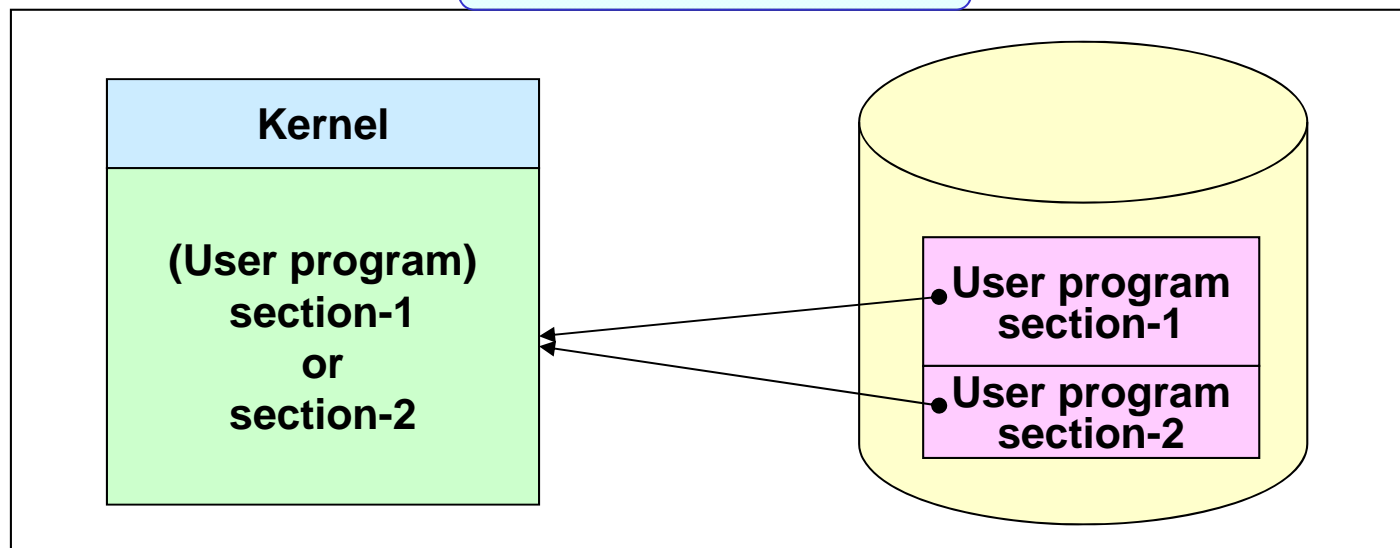 Kernel
(User program)
section-1
or
section-2
User program
section-1
User program
section-2